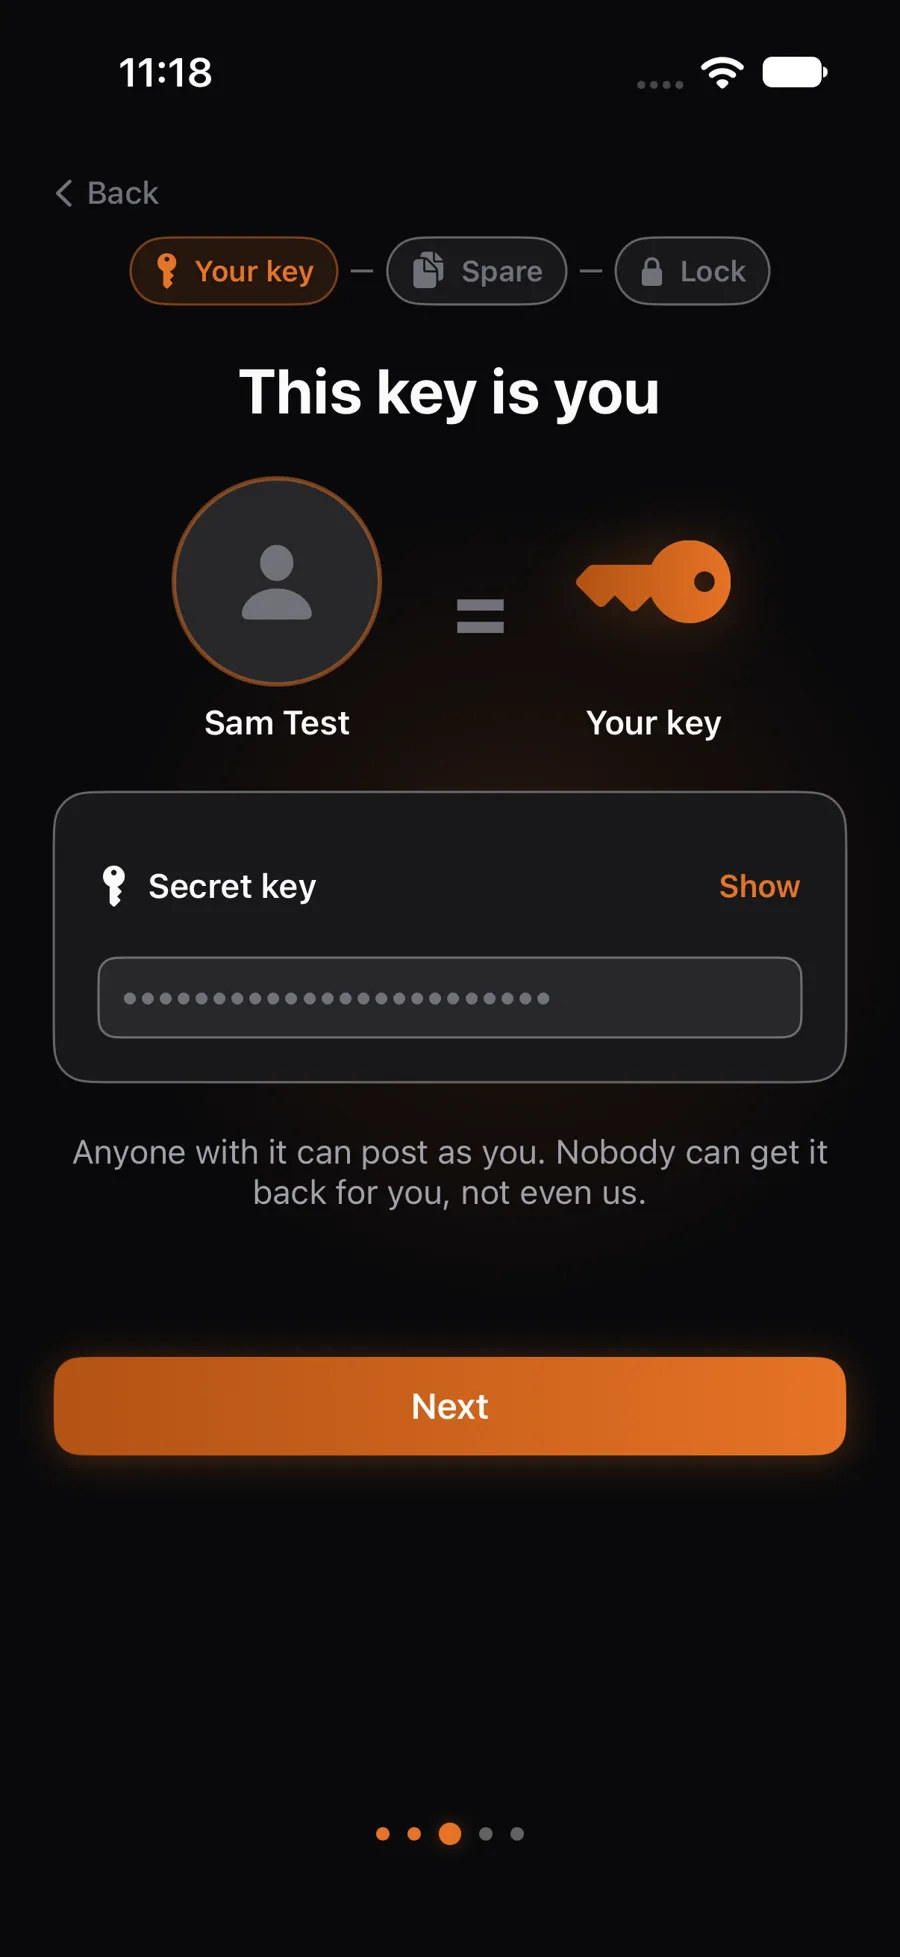 11:18
Back
Your key
Spare
Lock
This key is you
=
Sam Test
Your key
Secret key
Show
••••••••••••••••••••••••
Anyone with it can post as you. Nobody can get it
back for you, not even us.
Next